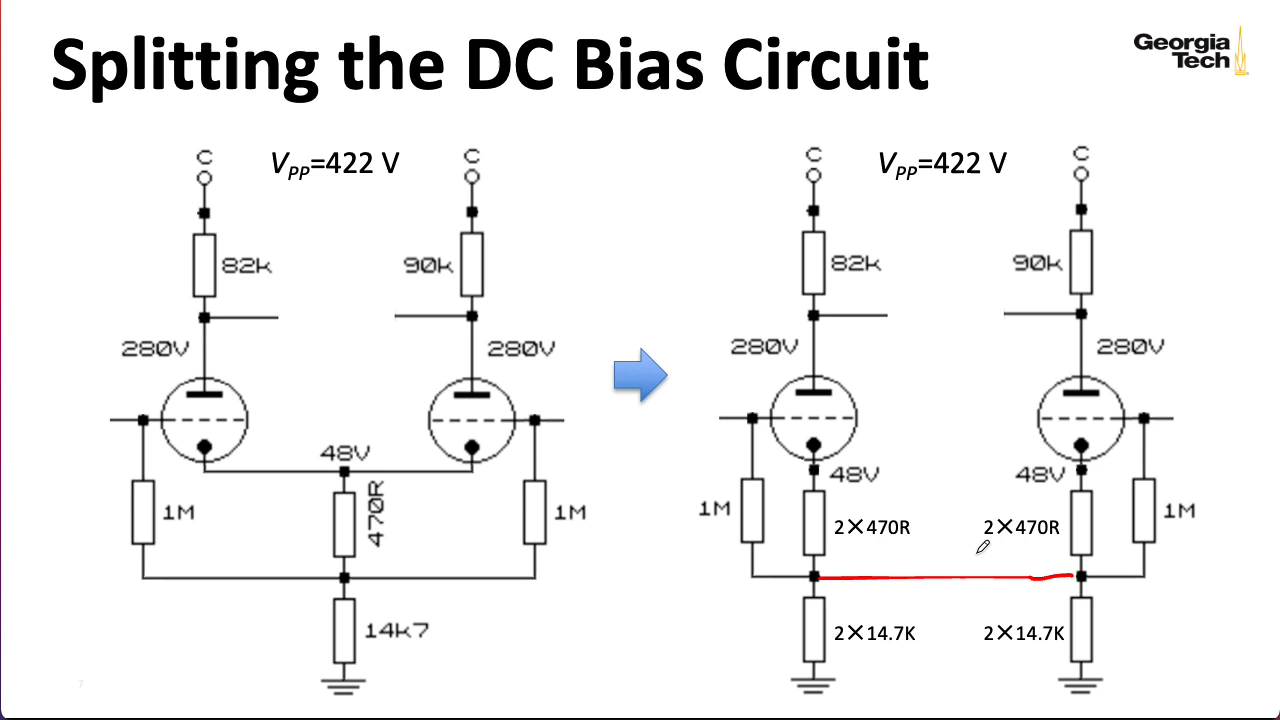 Splitting the DC Bias Circuit
Georgia
Tech
C
VPP=422 V
C
82k
90k
280V
280V
48V
1M
470R
1M
14k7
C
VPP=422 V
C
82k
90k
280V
280V
48V
48V
1M
2×470R
2×470R
1M
2×14.7K
2×14.7K
7